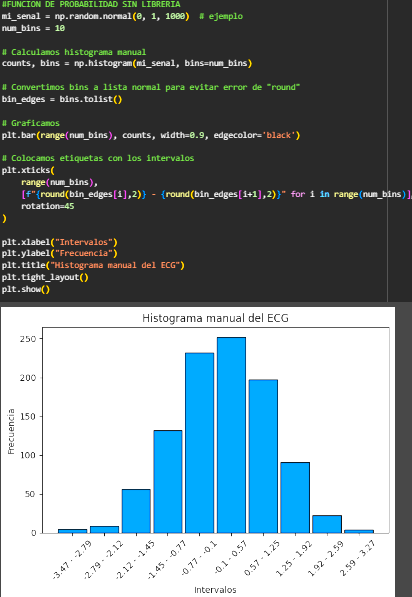 #FUNCION DE PROBABILIDAD SIN LIBRERIA
mi_senal = np.random.normal(0, 1, 1000)  # ejemplo
num_bins = 10
# Calculamos histograma manual
counts, bins = np.histogram(mi_senal, bins=num_bins)
# Convertimos bins a lista normal para evitar error de "round"
bin_edges = bins.tolist()
# Graficamos
plt.bar(range(num_bins), counts, width=0.9, edgecolor='black')
# Colocamos etiquetas con los intervalos
plt.xticks(
    range(num_bins),
    [f"{round(bin_edges[i],2)} - {round(bin_edges[i+1],2)}" for i in range(num_bins)],
    rotation=45
)
plt.xlabel("Intervalos")
plt.ylabel("Frecuencia")
plt.title("Histograma manual del ECG")
plt.tight_layout()
plt.show()
Histograma manual del ECG
Frecuencia
250
200
150
100
50
0
-3.47 - -2.79
-2.79 - -2.12
-2.12 - -1.45
-1.45 - -0.77
-0.77 - -0.1
-0.1 - 0.57
0.57 - 1.25
1.25 - 1.92
1.92 - 2.59
2.59 - 3.27
Intervalos